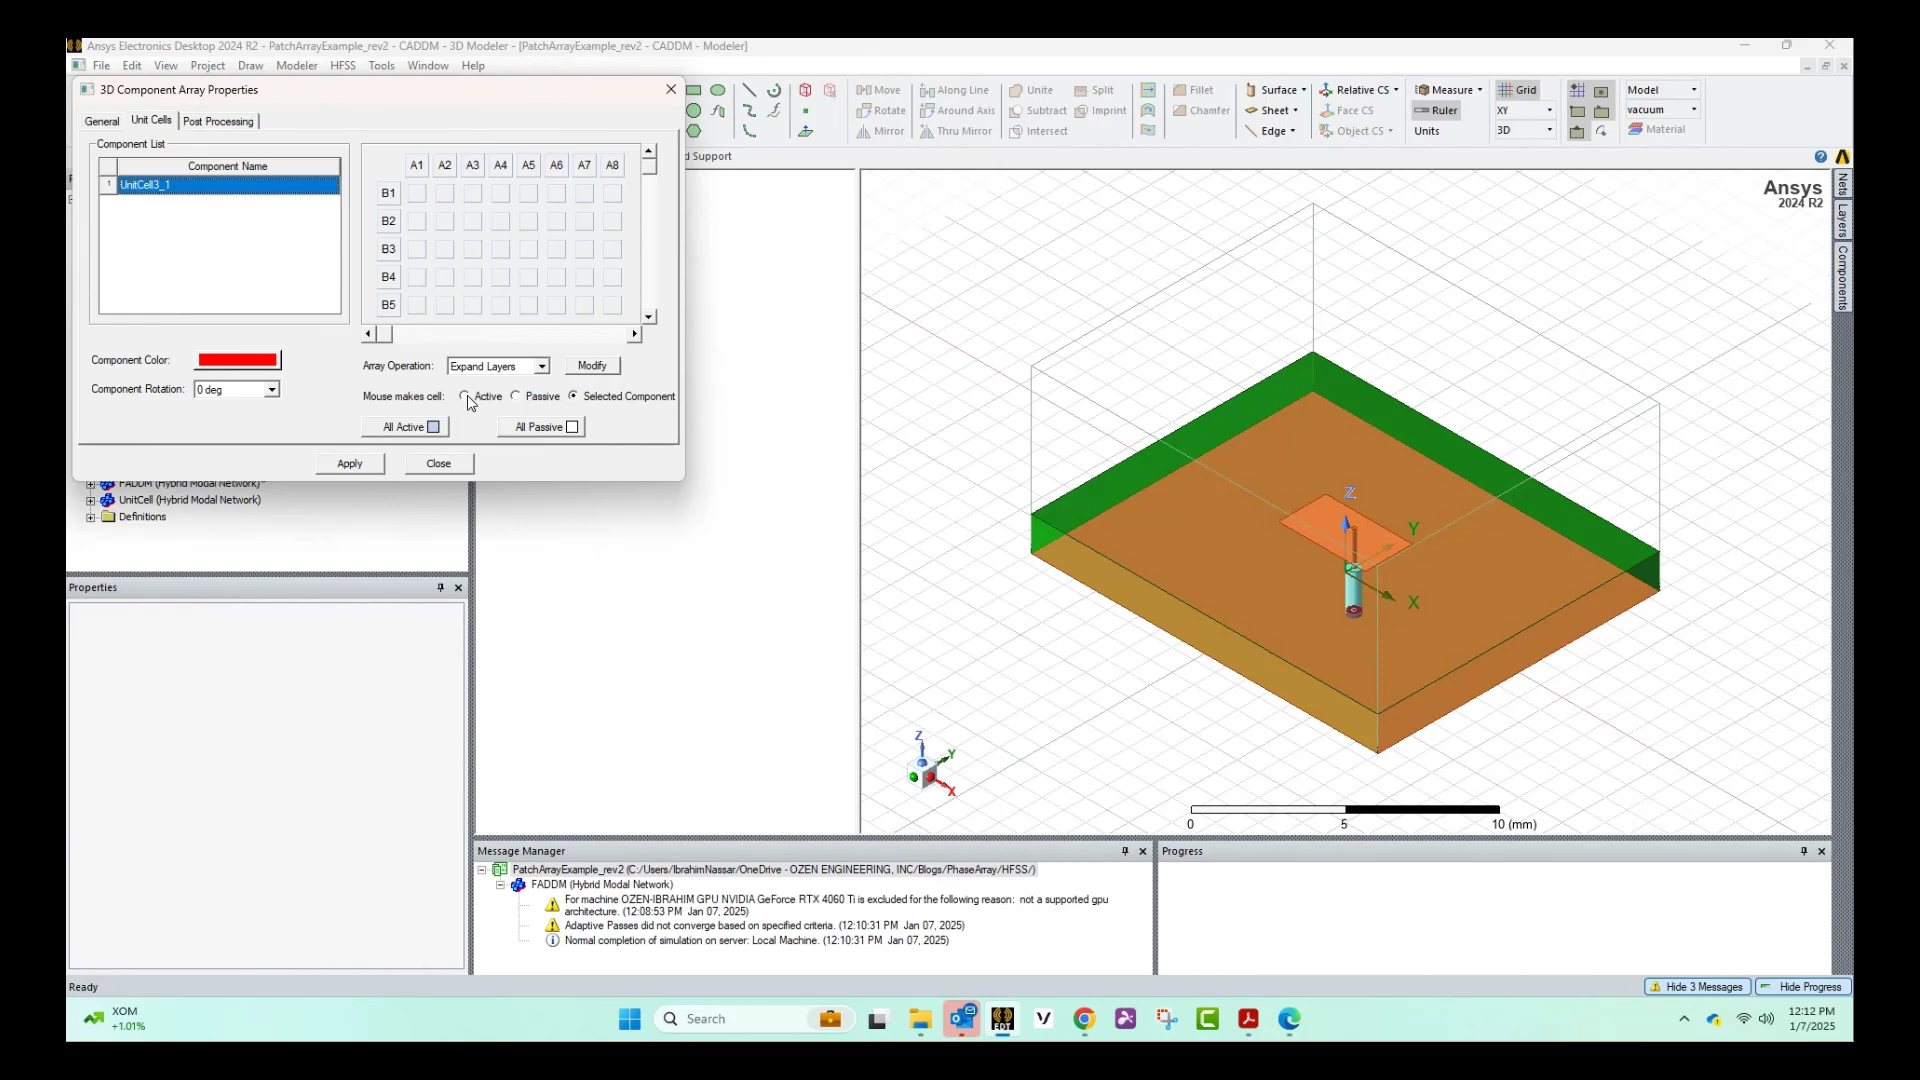 Ansys Electronics Desktop 2024 R2 - PatchArrayExample_rev2 - CADDM - 3D Modeler - [PatchArrayExample_rev2 - CADDM - Modeler]
File Edit View Project Draw Modeler HFSS Tools Window Help
3D Component Array Properties
General Unit Cells Post Processing
Component List
Component Name
1 UnitCell3_1
A1 A2 A3 A4 A5 A6 A7 A8
B1
B2
B3
B4
B5
Component Color:
Component Rotation: 0 deg
Array Operation: Expand Layers Modify
Mouse makes cell: Active Passive Selected Component
All Active All Passive
Apply Close
Move Along Line Unite Split Fillet Surface Relative CS Measure Grid Model
Rotate Around Axis Subtract Imprint Chamfer Sheet Face CS Ruler XY vacuum
Mirror Thru Mirror Intersect Edge Object CS Units 3D Material
d Support
Ansys
2024 R2
Nets
Layers
Components
FADDM (Hybrid Modal Network)*
UnitCell (Hybrid Modal Network)
Definitions
Properties
Z
Y
X
Z
Y
X
0 5 10 (mm)
Message Manager
PatchArrayExample_rev2 (C:/Users/IbrahimNassar/OneDrive - OZEN ENGINEERING, INC/Blogs/PhaseArray/HFSS/)
FADDM (Hybrid Modal Network)
For machine OZEN-IBRAHIM GPU NVIDIA GeForce RTX 4060 Ti is excluded for the following reason: not a supported gpu
architecture. (12:08:53 PM Jan 07, 2025)
Adaptive Passes did not converge based on specified criteria. (12:10:31 PM Jan 07, 2025)
Normal completion of simulation on server: Local Machine. (12:10:31 PM Jan 07, 2025)
Progress
Ready
Hide 3 Messages Hide Progress
XOM
+1.01%
Search
EDT
12:12 PM
1/7/2025